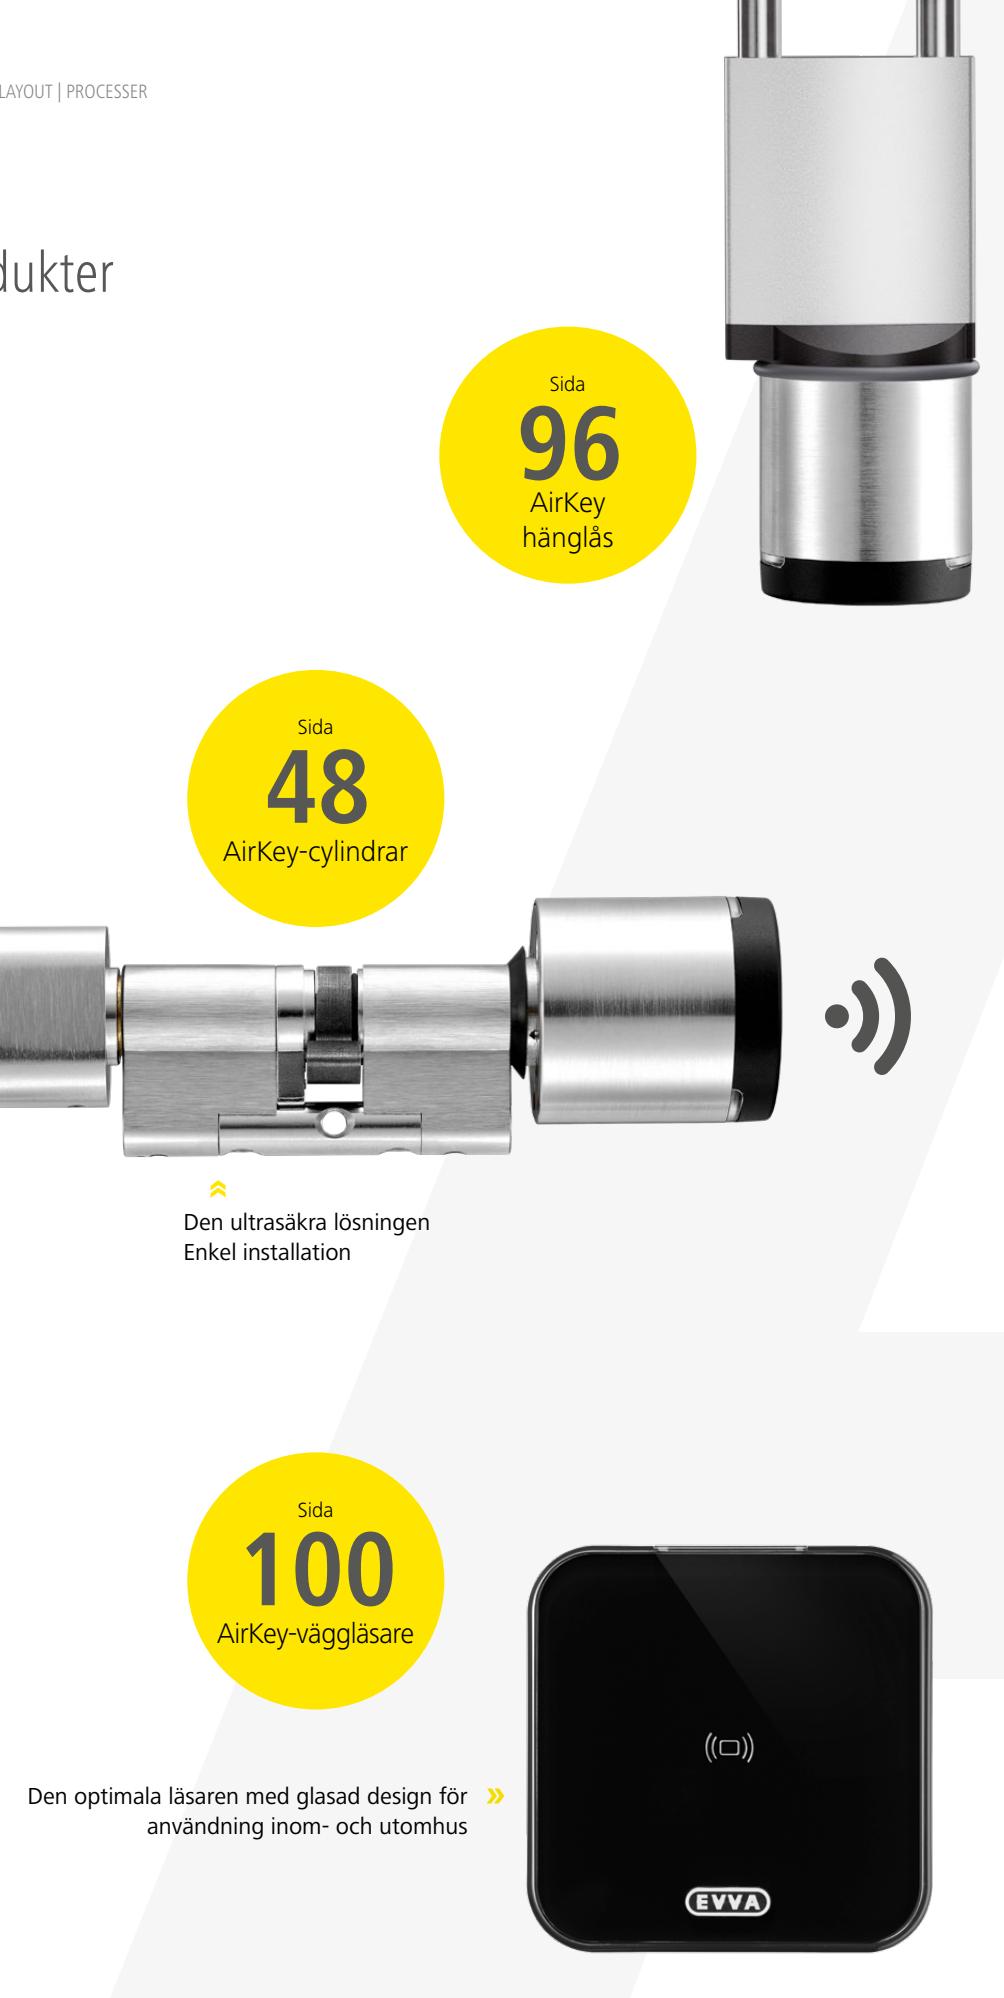 LAYOUT | PROCESSER
dukter
Sida
96
AirKey
hänglås
Sida
48
AirKey-cylindrar
Den ultrasäkra lösningen
Enkel installation
Sida
100
AirKey-väggläsare
Den optimala läsaren med glasad design för
användning inom- och utomhus
EVVA